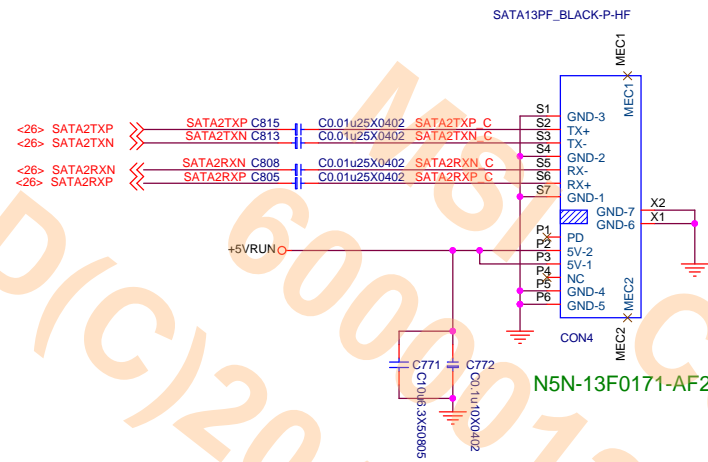 SATA13PF_BLACK-P-HF
MEC1
MEC1
<26> SATA2TXP SATA2TXP C815 C0.01u25X0402 SATA2TXP_C
<26> SATA2TXN SATA2TXN C813 C0.01u25X0402 SATA2TXN_C
<26> SATA2RXN SATA2RXN C808 C0.01u25X0402 SATA2RXN_C
<26> SATA2RXP SATA2RXP C805 C0.01u25X0402 SATA2RXP_C
S1 GND-3
S2 TX+
S3 TX-
S4 GND-2
S5 RX-
S6 RX+
S7 GND-1
GND-7 X2
GND-6 X1
+5VRUN
P1 PD
P2 5V-2
P3 5V-1
P4 NC
P5 GND-4
P6 GND-5
MEC2
MEC2
CON4
C771 C10u6.3X50805
C772 C0.1u10X0402
N5N-13F0171-AF2
MSI C
D(C)20